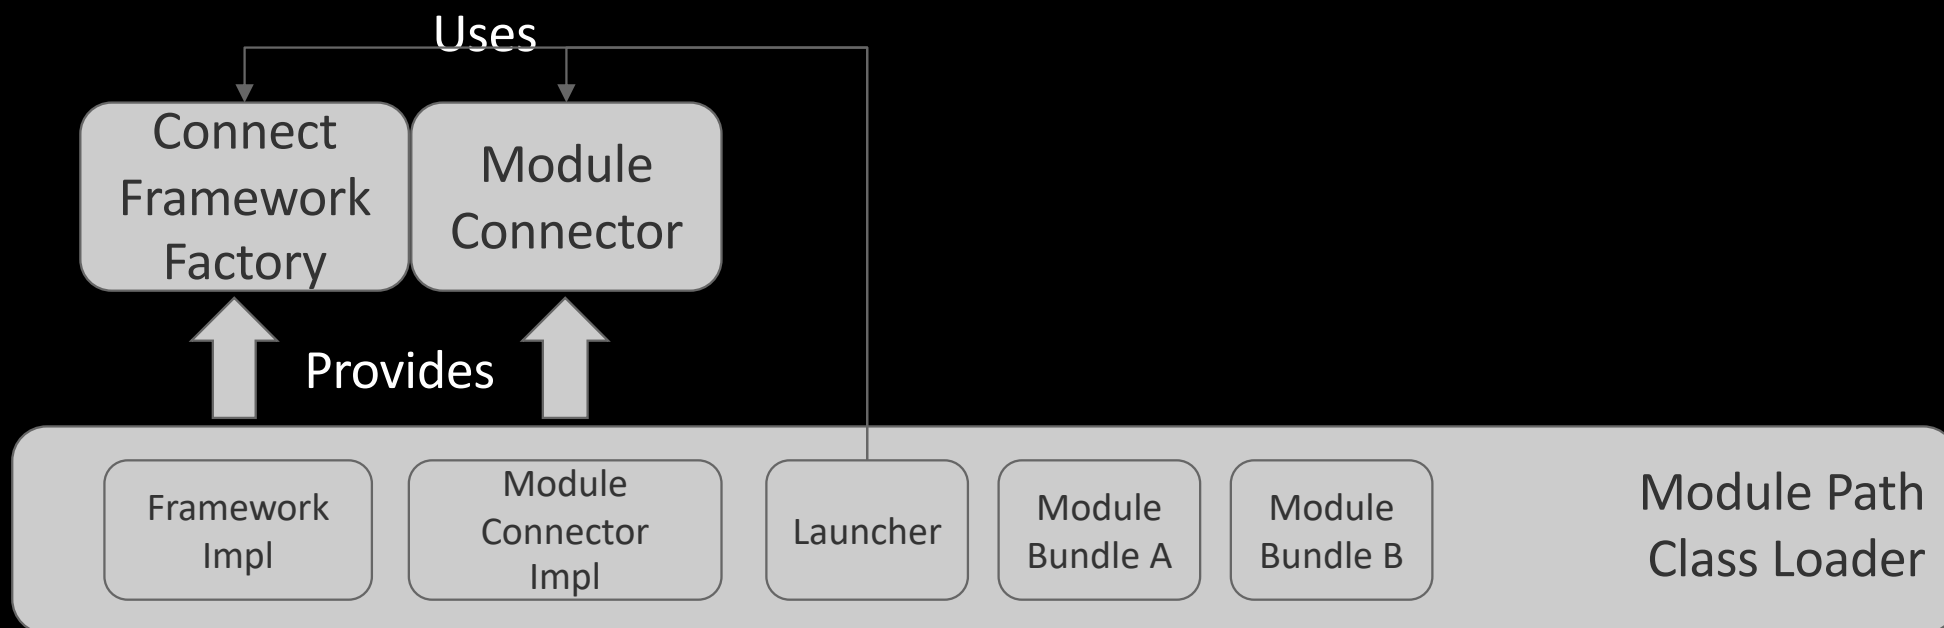 Uses
Connect
Framework
Factory
Module
Connector
Provides
Framework
Impl
Module
Connector
Impl
Launcher
Module
Bundle A
Module
Bundle B
Module Path
Class Loader